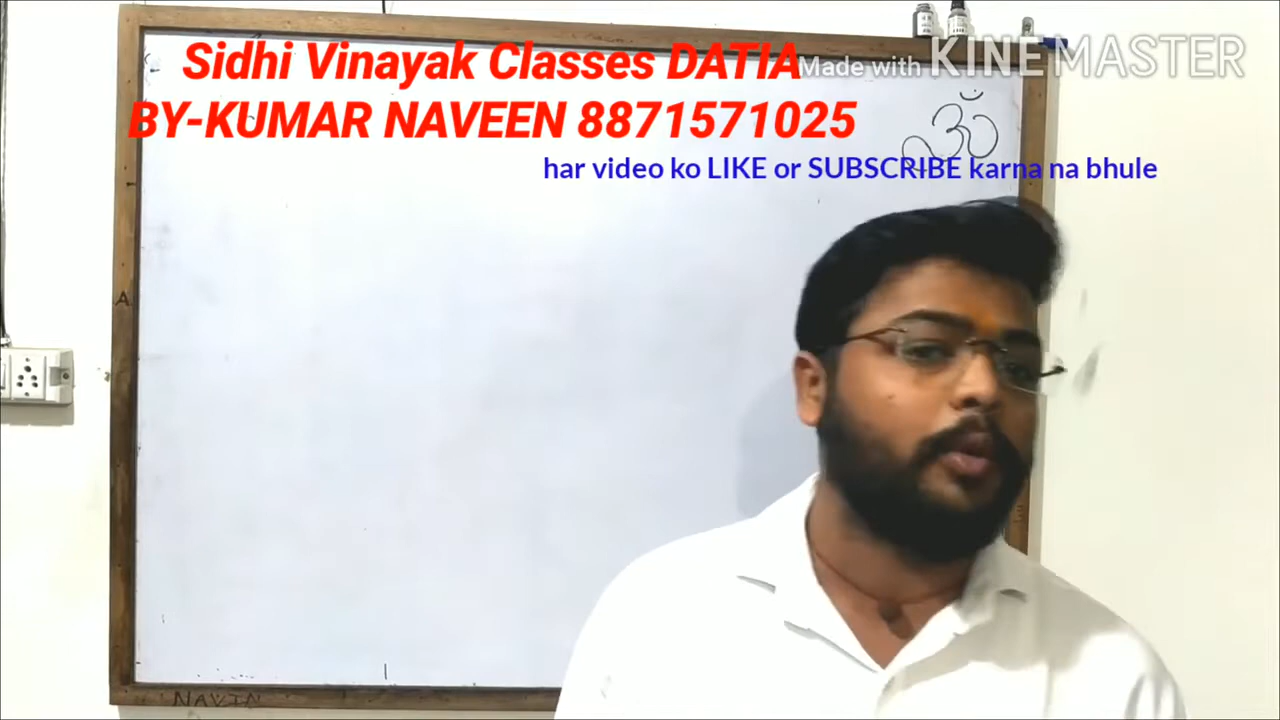 Sidhi Vinayak Classes DATIA
Made with KINEMASTER
BY-KUMAR NAVEEN 8871571025
ॐ
har video ko LIKE or SUBSCRIBE karna na bhule
A
NAVIN